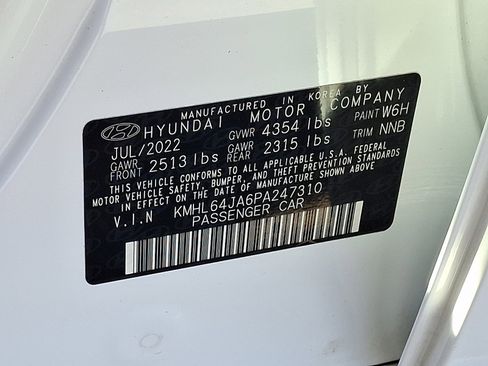 MANUFACTURED IN KOREA BY
HYUNDAI MOTOR COMPANY
JUL/2022 GVWR 4354 lbs PAINT W6H
GAWR FRONT 2513 lbs GAWR REAR 2315 lbs TRIM NNB
THIS VEHICLE CONFORMS TO ALL APPLICABLE U.S.A. FEDERAL
MOTOR VEHICLE SAFETY, BUMPER, AND THEFT PREVENTION STANDARDS
IN EFFECT ON THE DATE OF MANUFACTURE SHOWN ABOVE
V.I.N KMHL64JA6PA247310
PASSENGER CAR